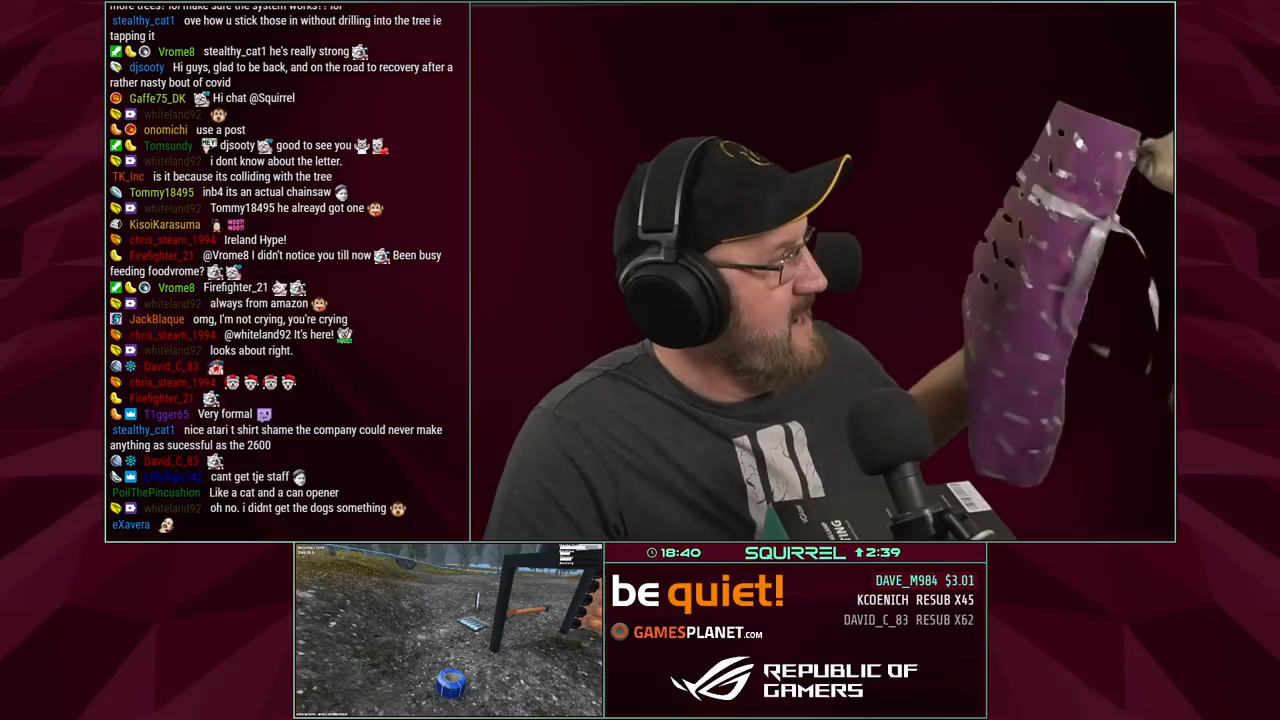 more trees? lol make sure the system works!! lol
stealthy_cat1 ove how u stick those in without drilling into the tree ie
tapping it
Vrome8 stealthy_cat1 he's really strong
djsooty Hi guys, glad to be back, and on the road to recovery after a
rather nasty bout of covid
Gaffe75_DK Hi chat @Squirrel
whiteland92
onomichi use a post
Tomsundy HEY! djsooty good to see you
whiteland92 i dont know about the letter.
TK_Inc is it because its colliding with the tree
Tommy18495 inb4 its an actual chainsaw
whiteland92 Tommy18495 he alreayd got one
KisoiKarasuma NOOT! NOOT!
chris_steam_1994 Ireland Hype!
Firefighter_21 @Vrome8 I didn't notice you till now Been busy
feeding foodvrome?
Vrome8 Firefighter_21
whiteland92 always from amazon
JackBlaque omg, I'm not crying, you're crying
chris_steam_1994 @whiteland92 It's here!
whiteland92 looks about right.
David_C_83
chris_steam_1994
Firefighter_21
T1gger65 Very formal
stealthy_cat1 nice atari t shirt shame the company could never make
anything as sucessful as the 2600
David_C_83
cant get tje staff
PoilThePincushion Like a cat and a can opener
whiteland92 oh no. i didnt get the dogs something
eXavera
18:40 SQUIRREL 2:39
be quiet!
DAVE_M984 $3.01
KCOENICH RESUB X45
DAVID_C_83 RESUB X62
GAMESPLANET.COM
REPUBLIC OF
GAMERS